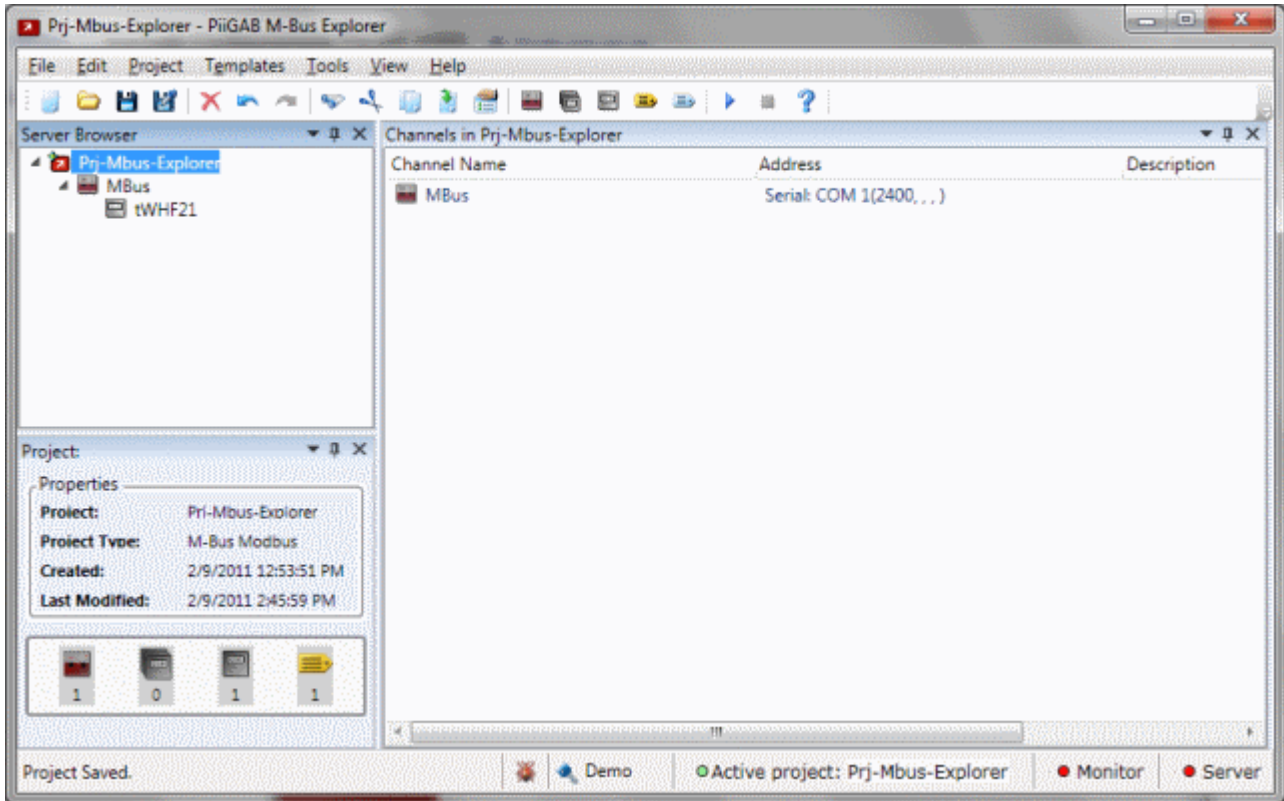 Prj-Mbus-Explorer - PiiGAB M-Bus Explorer
File Edit Project Templates Tools View Help
Server Browser
Prj-Mbus-Explorer
MBus
tWHF21
Channels in Prj-Mbus-Explorer
Channel Name Address Description
MBus Serial: COM 1(2400, , , )
Project:
Properties
Project: Prj-Mbus-Explorer
Project Type: M-Bus Modbus
Created: 2/9/2011 12:53:51 PM
Last Modified: 2/9/2011 2:45:59 PM
1 0 1 1
Project Saved. Demo Active project: Prj-Mbus-Explorer Monitor Server